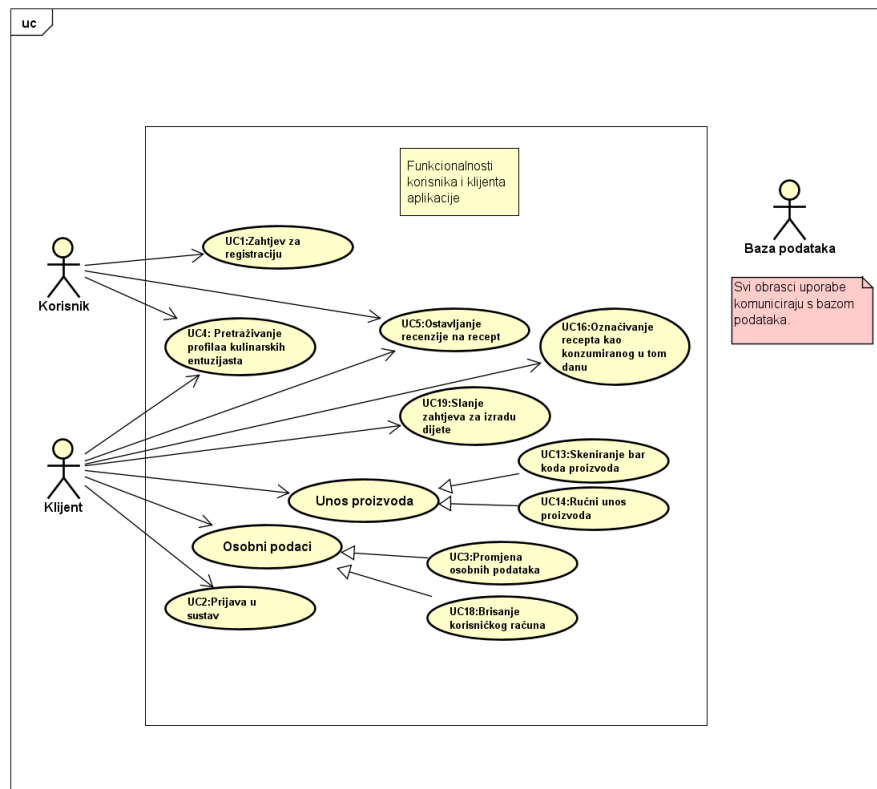 uc
Funkcionalnosti
korisnika i klijenta
aplikacije
Baza podataka
Svi obrasci uporabe
komuniciraju s bazom
podataka.
Korisnik
UC1:Zahtjev za
registraciju
UC4: Pretraživanje
profilaa kulinarskih
entuzijasta
UC5:Ostavljanje
recenzije na recept
UC16:Označivanje
recepta kao
konzumiranog u tom
danu
UC19:Slanje
zahtjeva za izradu
dijete
Klijent
UC13:Skeniranje bar
koda proizvoda
Unos proizvoda
UC14:Ručni unos
proizvoda
Osobni podaci
UC3:Promjena
osobnih podataka
UC2:Prijava u
sustav
UC18:Brisanje
korisničkog računa